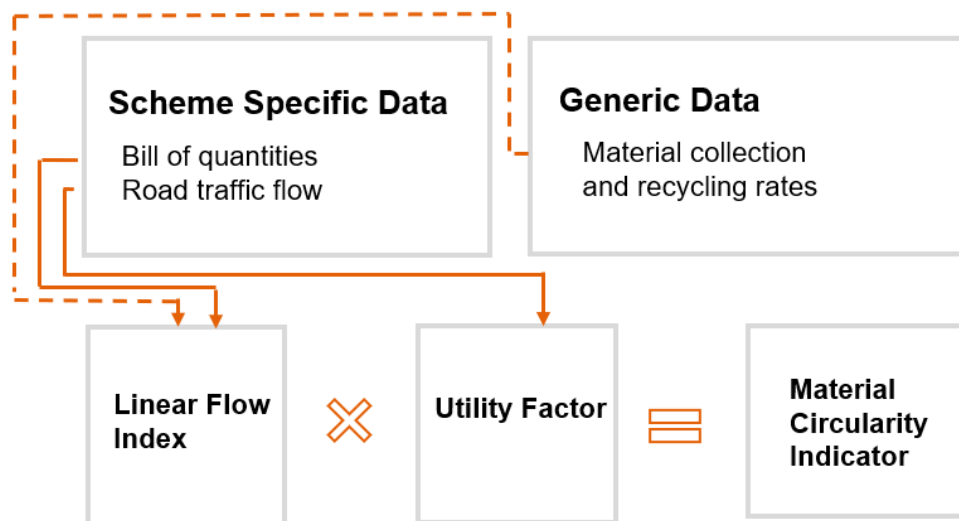 Scheme Specific Data
Bill of quantities
Road traffic flow
Generic Data
Material collection
and recycling rates
Linear Flow
Index
Utility Factor
Material
Circularity
Indicator